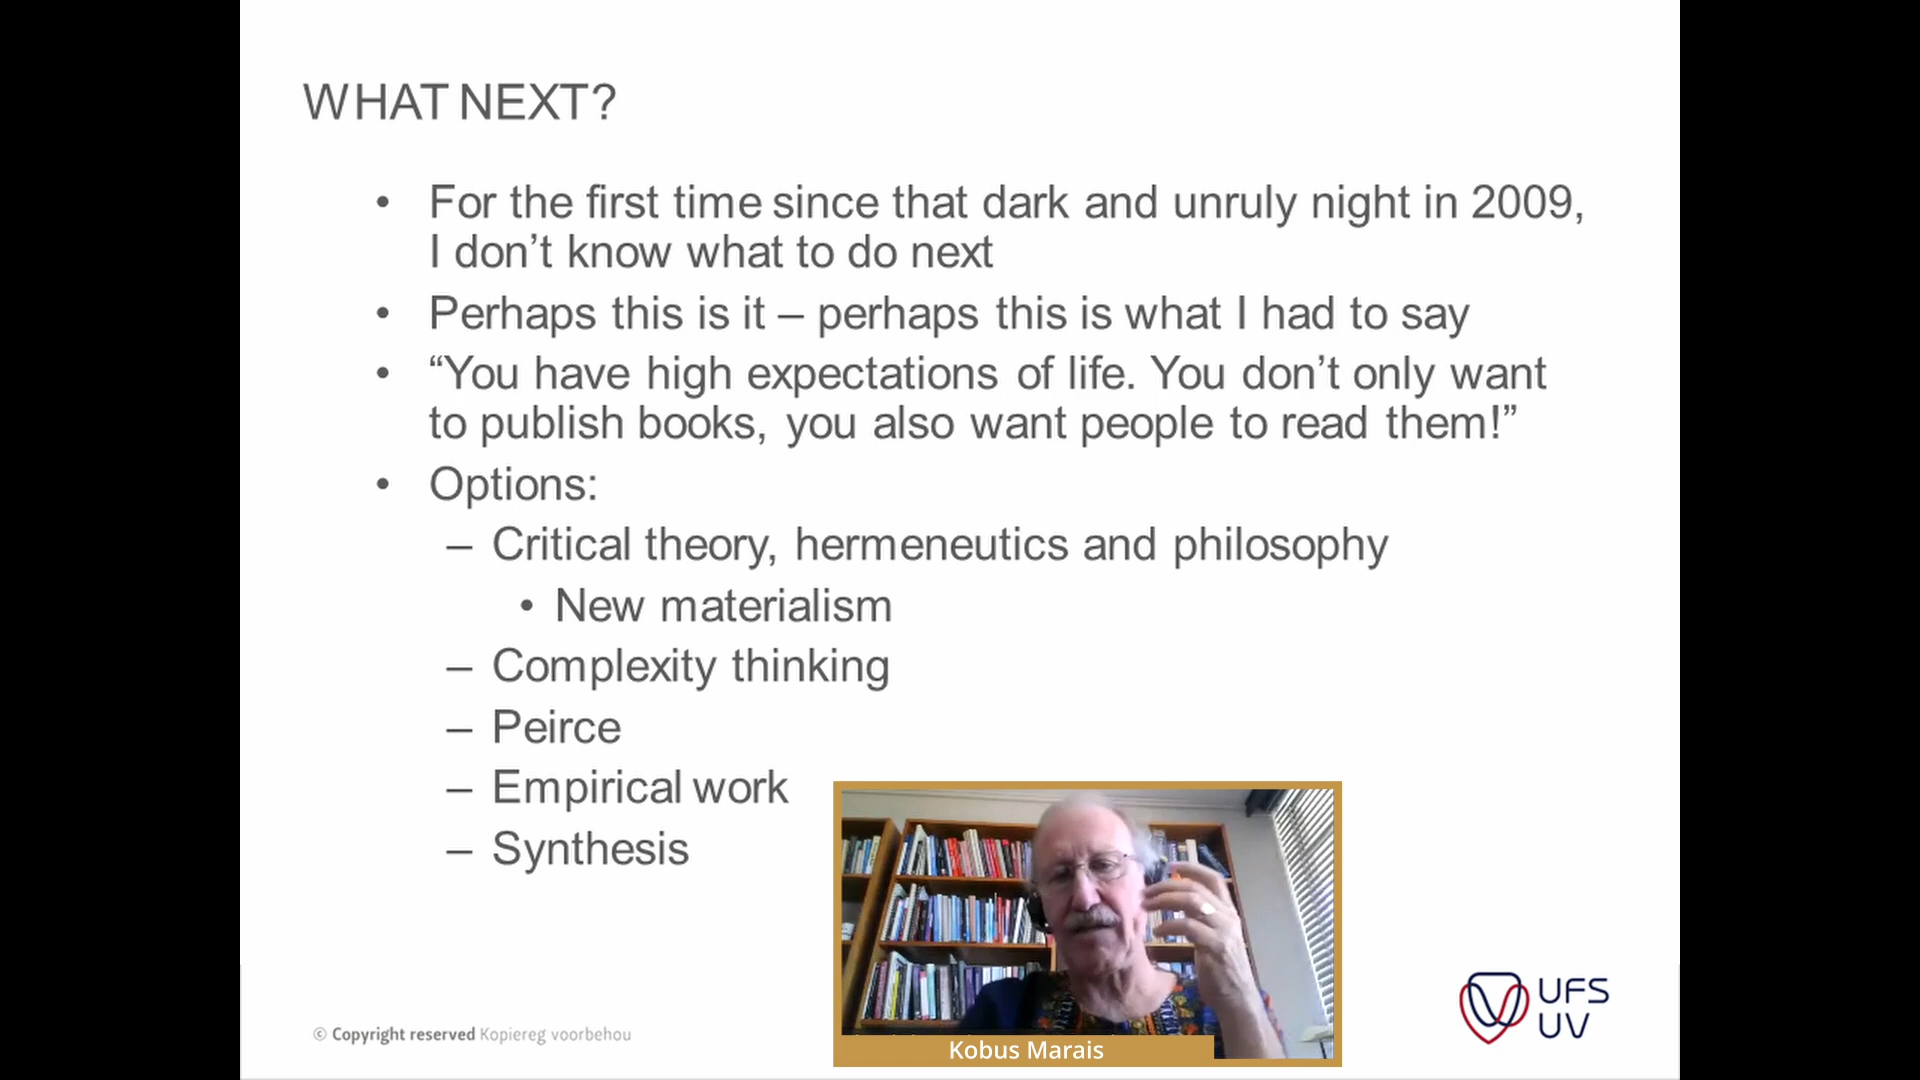 WHAT NEXT?
• For the first time since that dark and unruly night in 2009,
I don’t know what to do next
• Perhaps this is it – perhaps this is what I had to say
• “You have high expectations of life. You don’t only want
to publish books, you also want people to read them!”
• Options:
– Critical theory, hermeneutics and philosophy
• New materialism
– Complexity thinking
– Peirce
– Empirical work
– Synthesis
© Copyright reserved Kopiereg voorbehou
Kobus Marais
UFS
UV